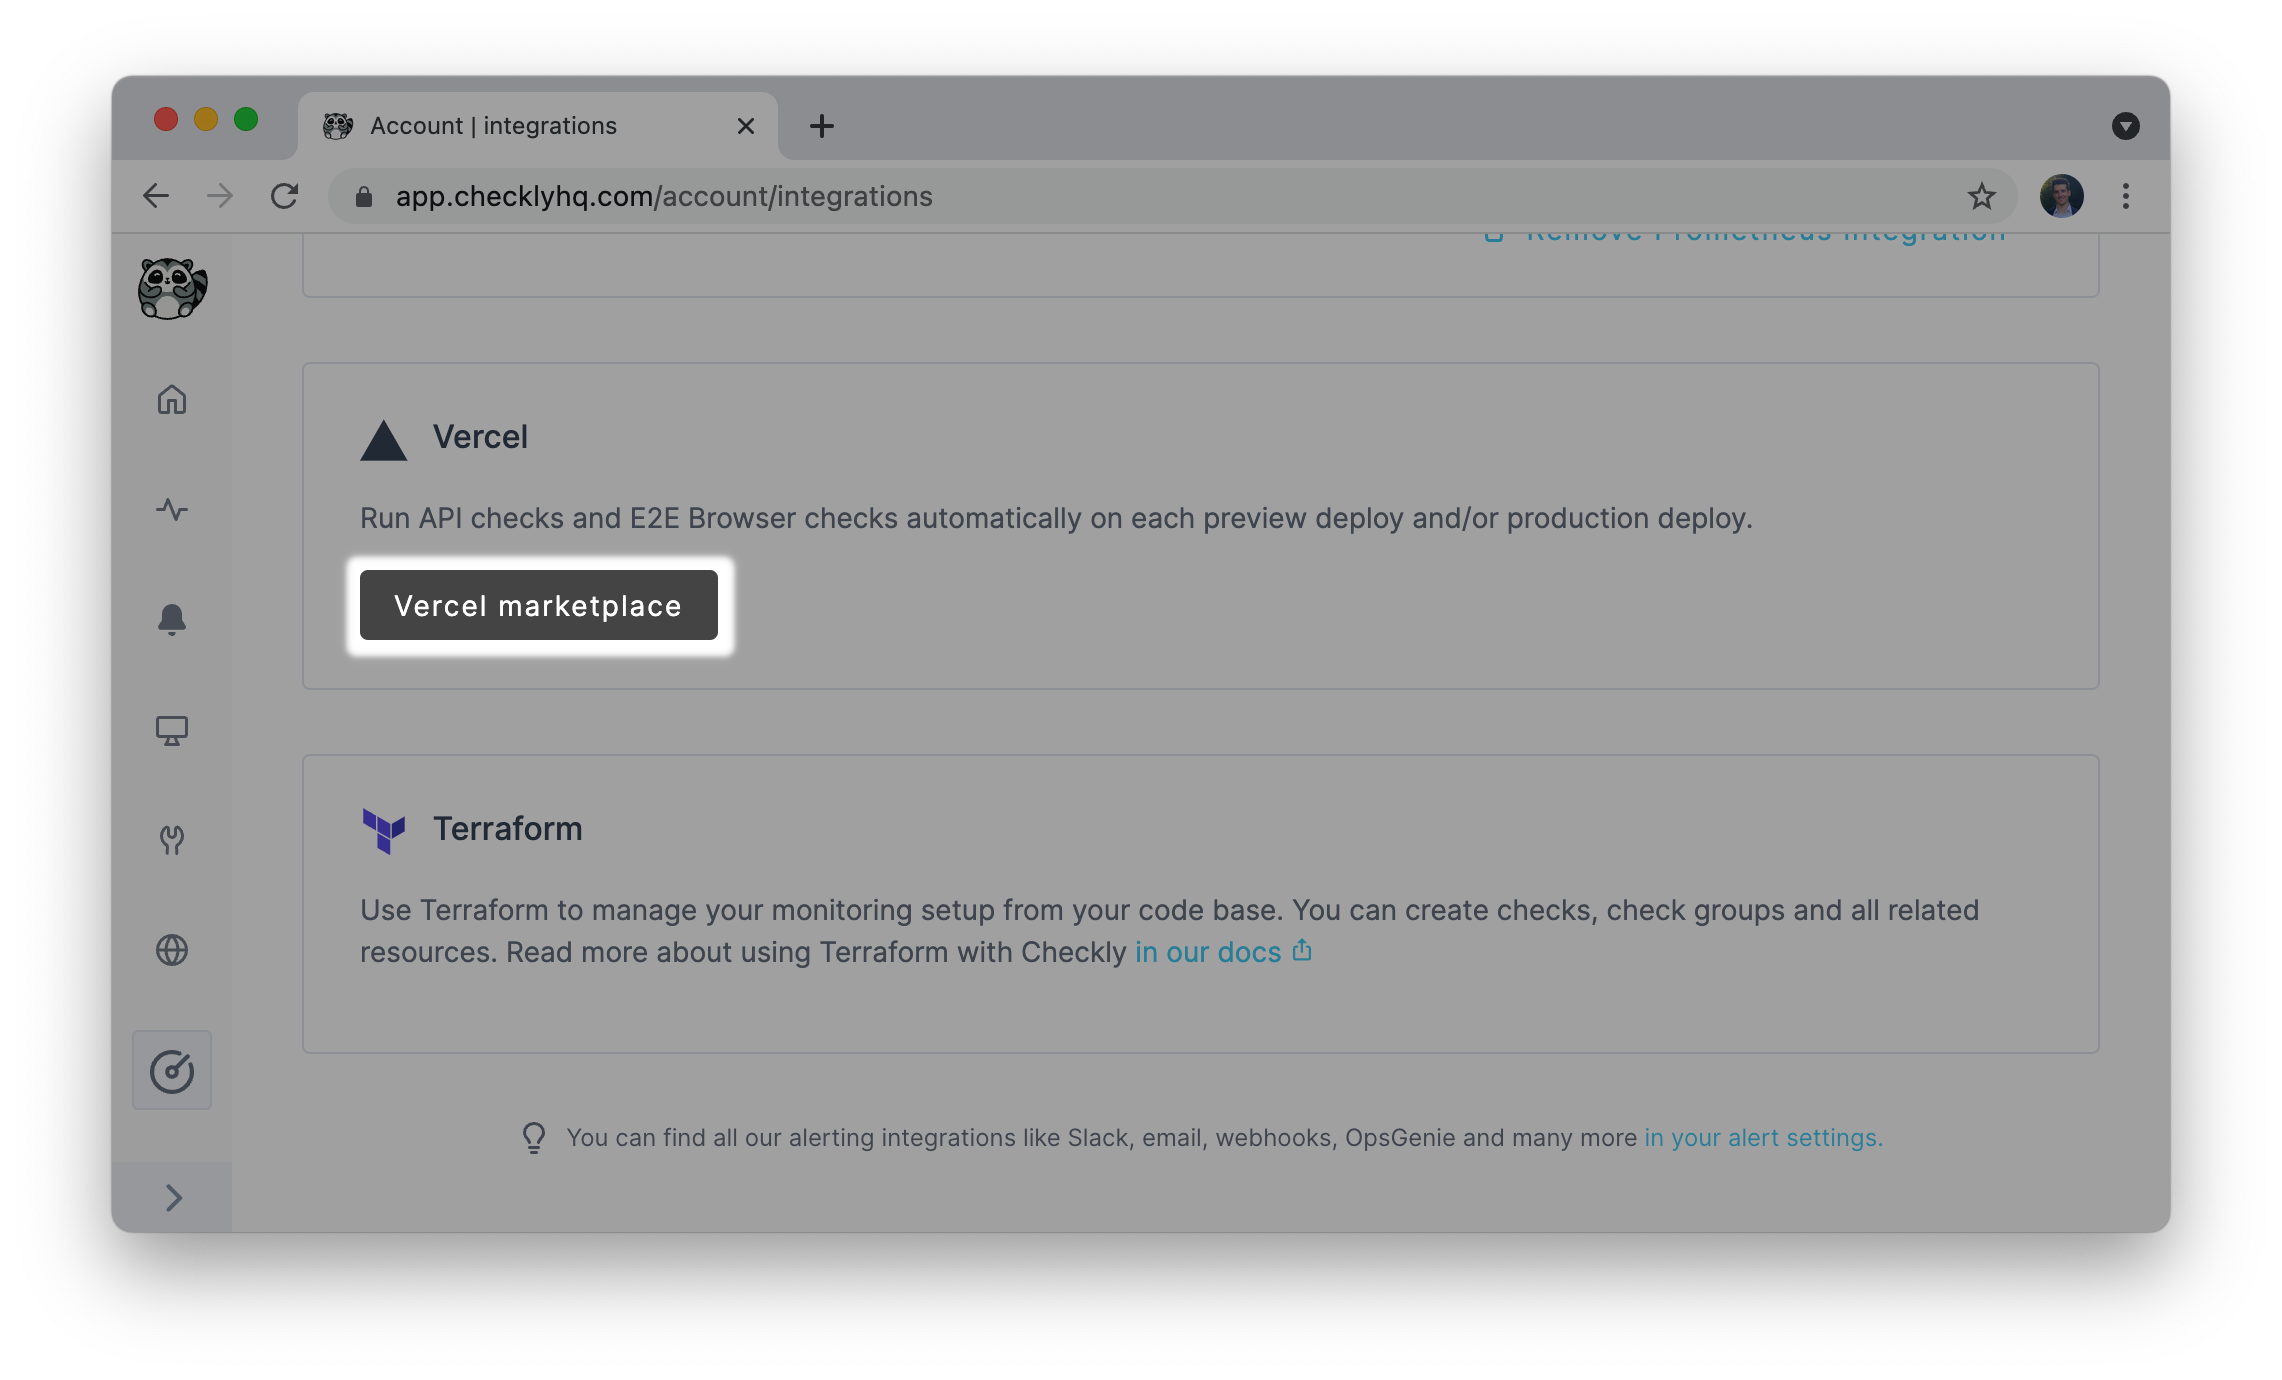 Account | integrations
app.checklyhq.com/account/integrations
Remove Prometheus integration
Vercel
Run API checks and E2E Browser checks automatically on each preview deploy and/or production deploy.
Vercel marketplace
Terraform
Use Terraform to manage your monitoring setup from your code base. You can create checks, check groups and all related
resources. Read more about using Terraform with Checkly in our docs
You can find all our alerting integrations like Slack, email, webhooks, OpsGenie and many more in your alert settings.